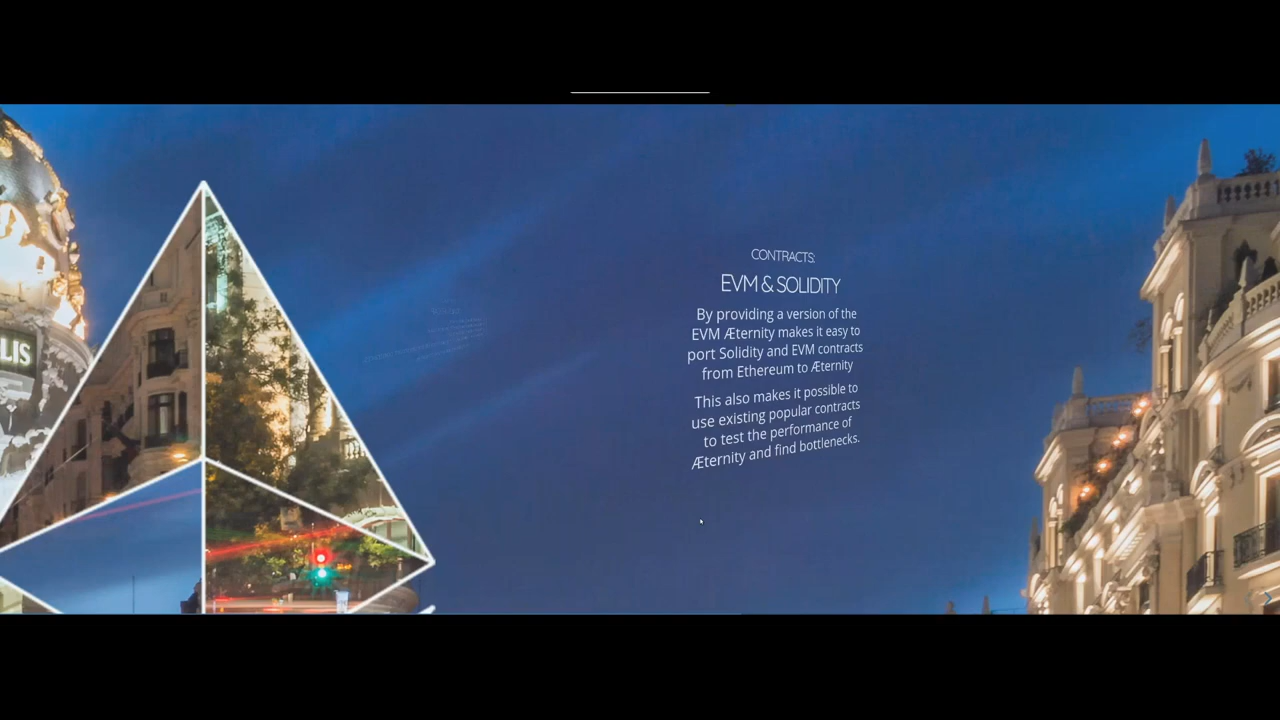 CONTRACTS:
EVM & SOLIDITY
By providing a version of the
EVM Æternity makes it easy to
port Solidity and EVM contracts
from Ethereum to Æternity
This also makes it possible to
use existing popular contracts
to test the performance of
Æternity and find bottlenecks.
LIS